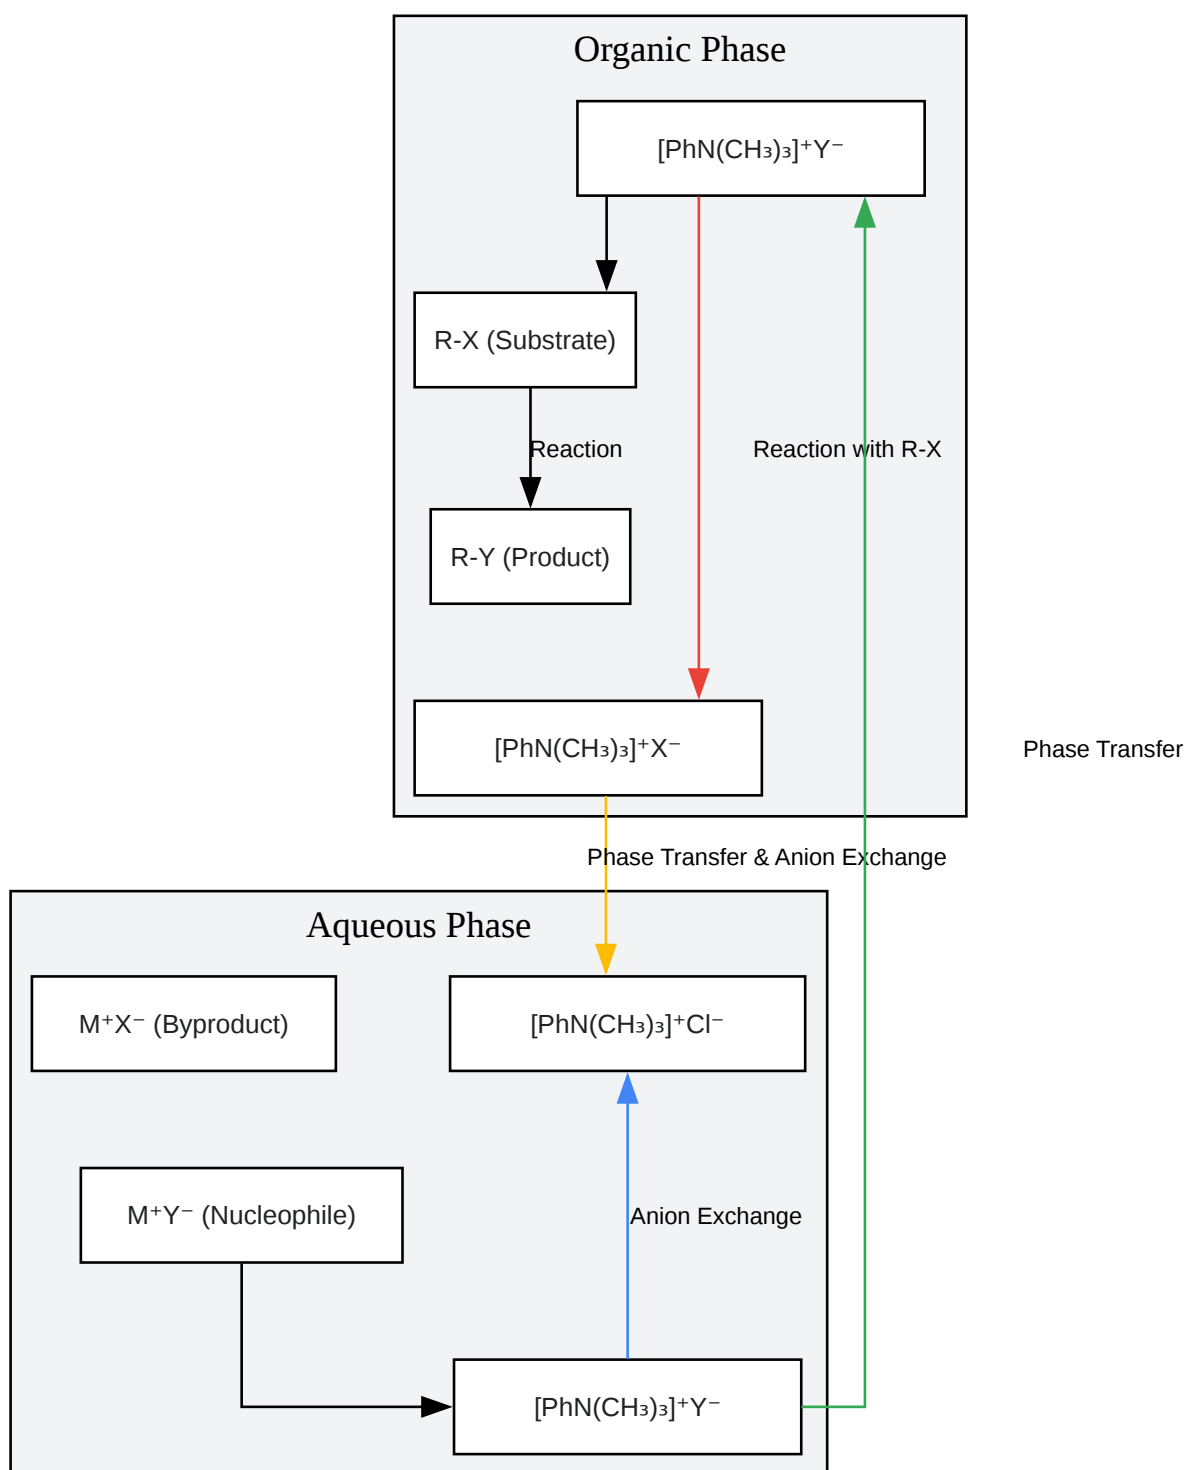 Organic Phase
[PhN(CH₃)₃]⁺Y⁻
R-X (Substrate)
Reaction
Reaction with R-X
R-Y (Product)
[PhN(CH₃)₃]⁺X⁻
Phase Transfer
Phase Transfer & Anion Exchange
Aqueous Phase
M⁺X⁻ (Byproduct)
[PhN(CH₃)₃]⁺Cl⁻
M⁺Y⁻ (Nucleophile)
Anion Exchange
[PhN(CH₃)₃]⁺Y⁻